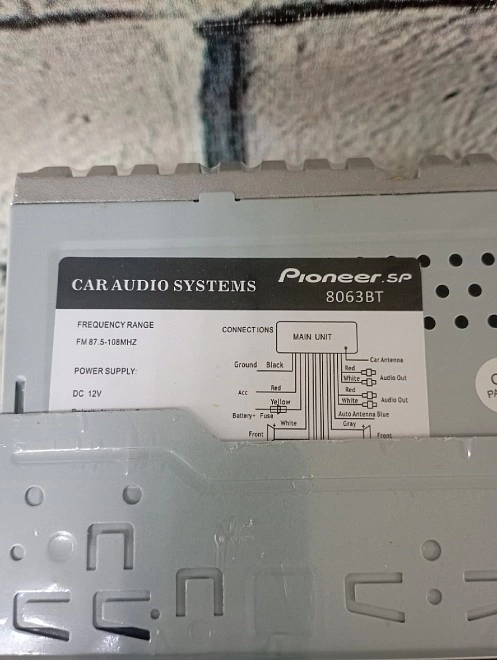 CAR AUDIO SYSTEMS
Pioneer.SP
8063BT
FREQUENCY RANGE
FM 87.5-108MHZ
POWER SUPPLY:
DC 12V
CONNECTIONS
MAIN UNIT
Car Antenna
Ground Black
Red
White
Audio Out
Acc Red
Red
White
Audio Out
Yellow
Battery+ Fuse
Auto Antenna Blue
White
Gray
Front
Front